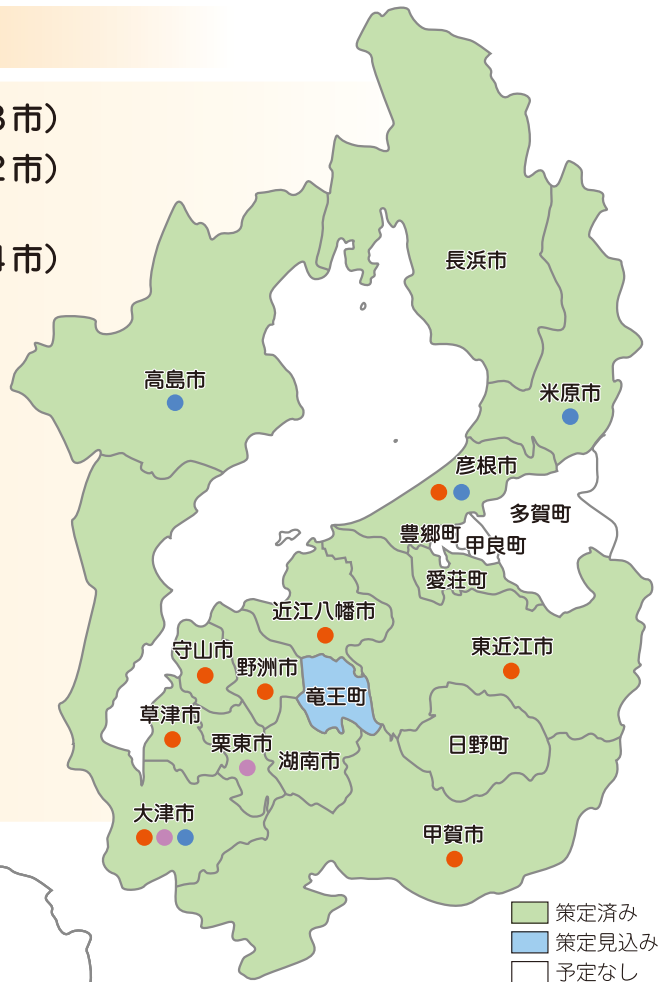 3市）
2市）
4市）
長浜市
高島市
米原市
彦根市
多賀町
豊郷町
甲良町
愛荘町
近江八幡市
東近江市
守山市
野洲市
竜王町
草津市
栗東市
湖南市
日野町
大津市
甲賀市
策定済み
策定見込み
予定なし